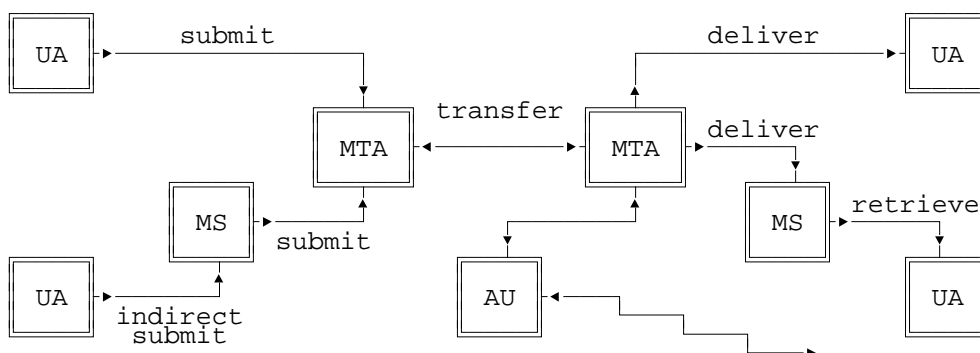 submit
deliver
UA
UA
transfer
deliver
MTA
MTA
MS
submit
MS
retrieve
UA
indirect
submit
AU
UA